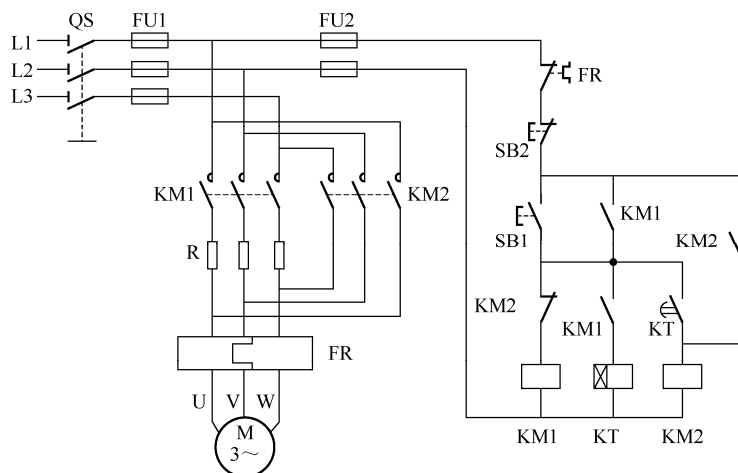 QS FU1 FU2
L1
L2
L3
FR
SB2
KM1 KM2
SB1 KM1 KM2
R
KM2 KM1 KT
FR
U V W
M
3～
KM1 KT KM2